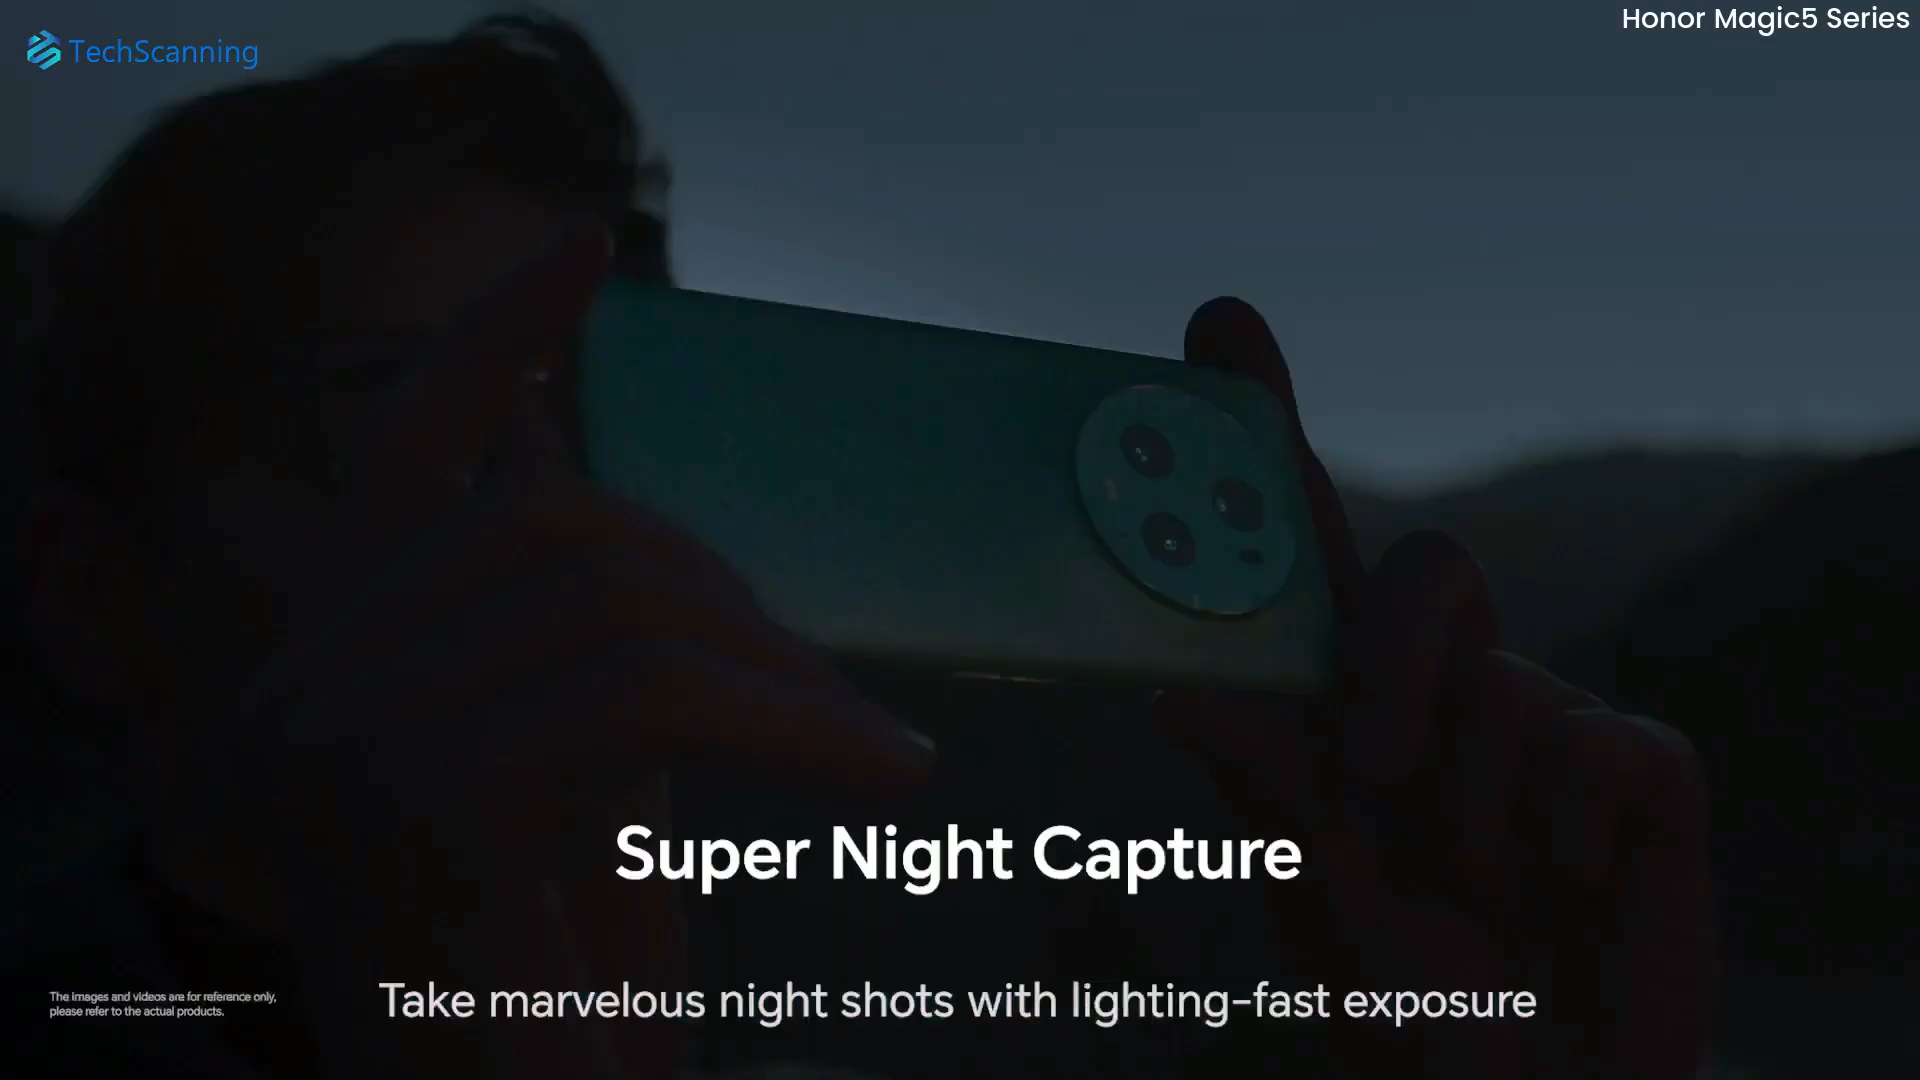 TechScanning
Honor Magic5 Series
Super Night Capture
Take marvelous night shots with lighting-fast exposure
The images and videos are for reference only,
please refer to the actual products.